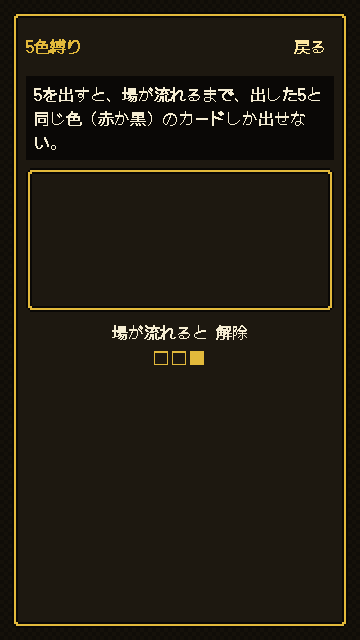 5色縛り
戻る
5を出すと、場が流れるまで、出した5と
同じ色（赤か黒）のカードしか出せな
い。
場が流れると 解除